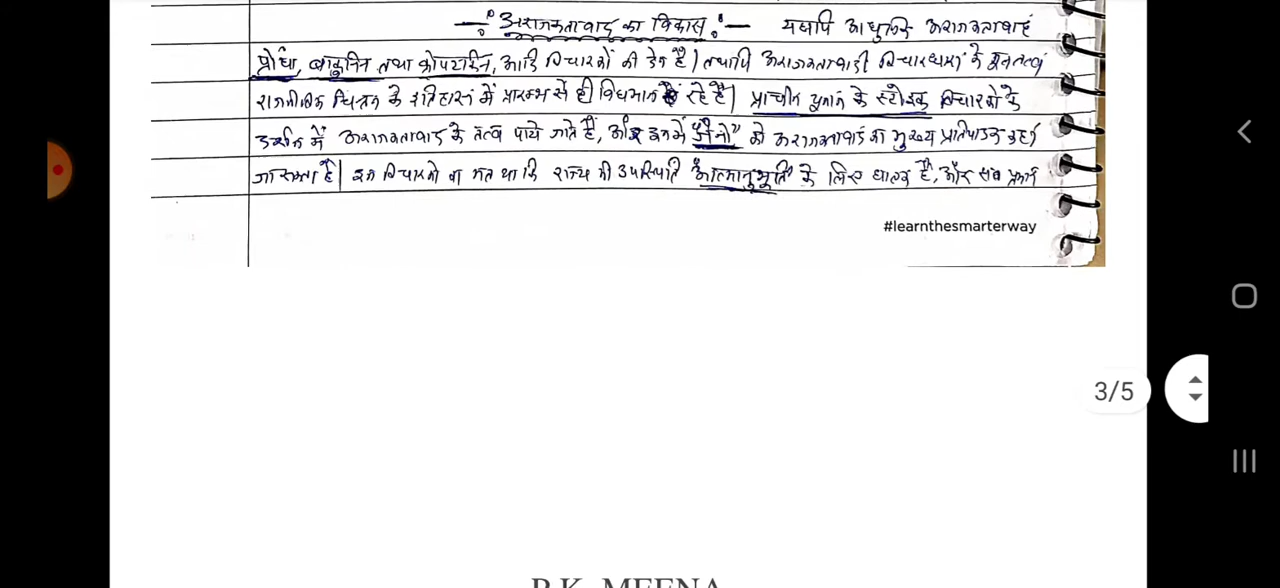 अराजकतावाद का विकास :— यद्यपि आधुनिक अराजकतावाद
प्रोधा, बाकुनिन तथा क्रोपटकिन, आदि विचारकों की देन है। तथापि अराजकतावादी विचारधारा के मूलतत्व
राजनीतिक चिन्तन के इतिहास में प्रारम्भ से ही विद्यमान रहे है। प्राचीन यूनान के स्टोइक विचारकों के
दर्शन में अराजकतावाद के तत्व पाये जाते है, और इनमें "जेनो" को अराजकतावाद का मुख्य प्रतिपादक कहा
जा सकता है। इन विचारकों का मत था कि राज्य की उपस्थिति आत्मानुभूति के लिए घातक है, और सब प्रकार
#learnthesmarterway
3/5
B.K. MEENA